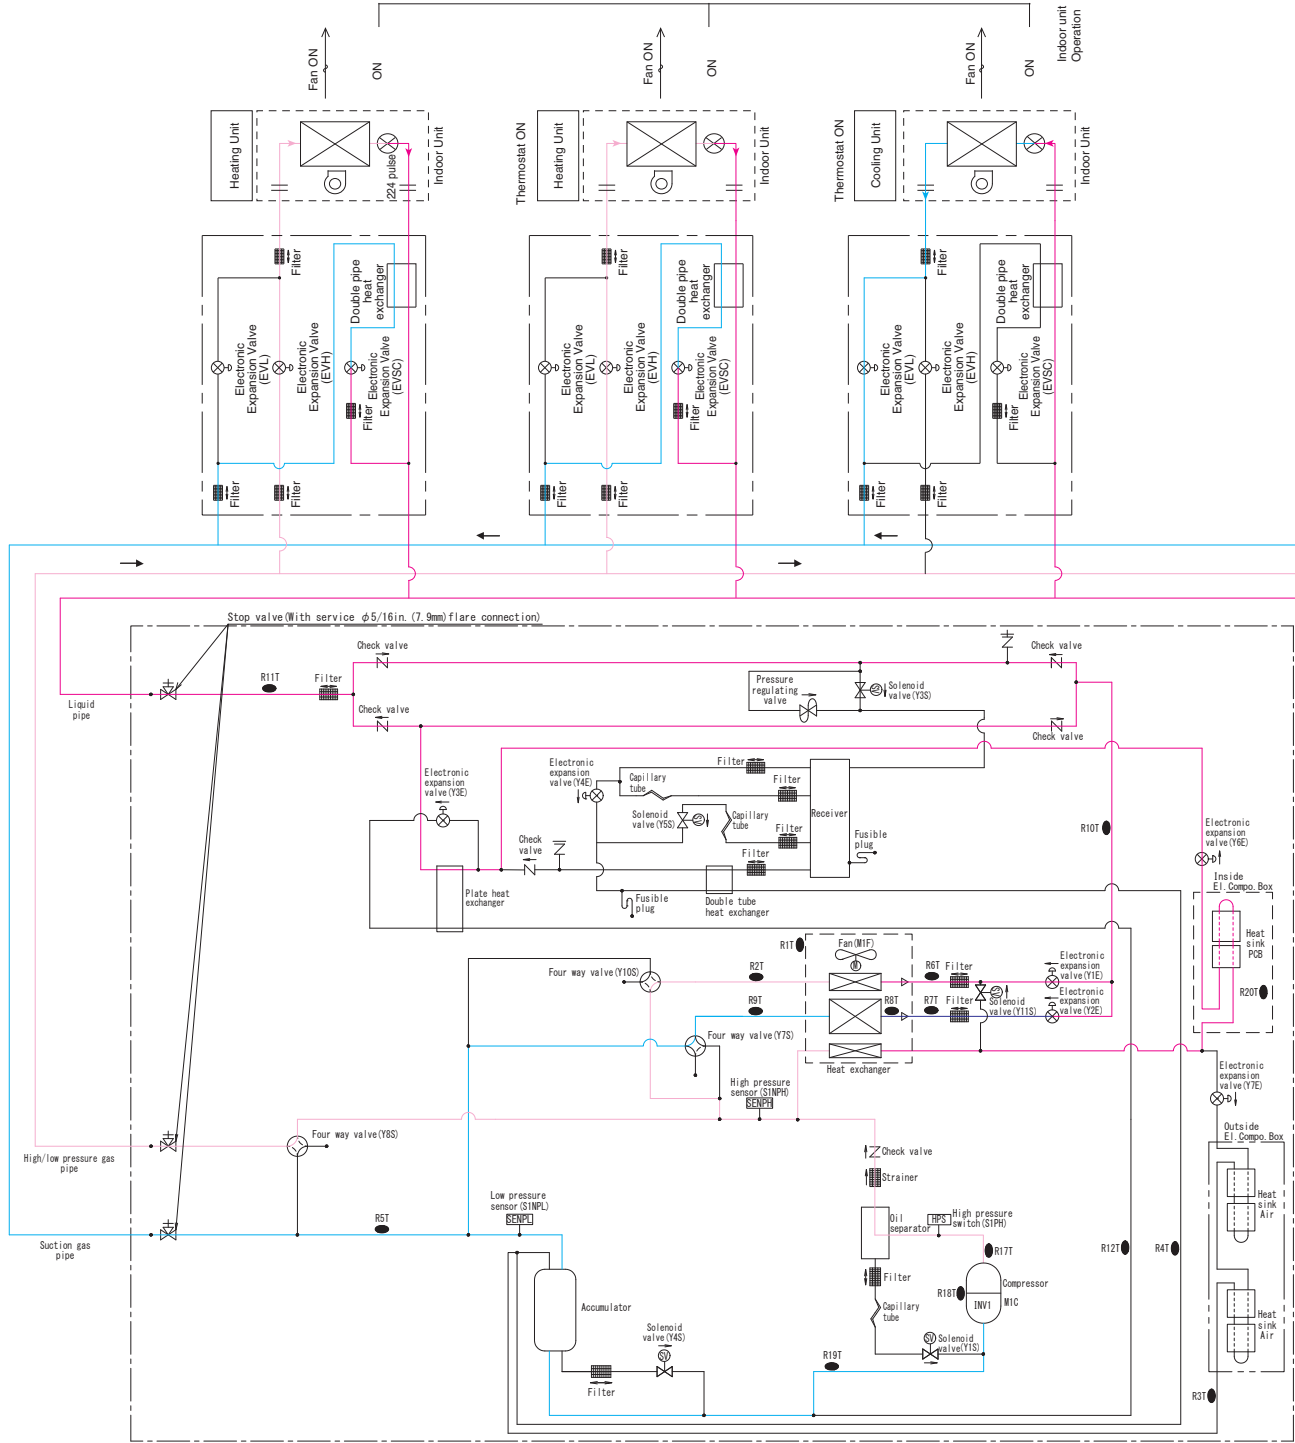 Indoor unit
Operation
Fan ON
ON
Fan ON
ON
Fan ON
ON
Heating Unit
224 pulse
Indoor Unit
Thermostat ON
Heating Unit
Indoor Unit
Thermostat ON
Cooling Unit
Indoor Unit
Filter
Double pipe
heat
exchanger
Electronic
Expansion Valve
(EVL)
Electronic
Expansion Valve
(EVH)
Electronic
Expansion Valve
(EVSC)
Filter
Filter
Filter
Filter
Double pipe
heat
exchanger
Electronic
Expansion Valve
(EVL)
Electronic
Expansion Valve
(EVH)
Electronic
Expansion Valve
(EVSC)
Filter
Filter
Filter
Filter
Double pipe
heat
exchanger
Electronic
Expansion Valve
(EVL)
Electronic
Expansion Valve
(EVH)
Electronic
Expansion Valve
(EVSC)
Filter
Filter
Filter
Stop valve(With service φ5/16in.(7.9mm)flare connection)
Check valve
Check valve
R11T
Filter
Pressure
regulating
valve
Solenoid
valve(Y3S)
Liquid
pipe
Check valve
Check valve
Electronic
expansion
valve(Y3E)
Electronic
expansion
valve(Y4E)
Filter
Capillary
tube
Filter
Solenoid
valve(Y5S)
Capillary
tube
Receiver
Filter
Fusible
plug
Check
valve
Filter
R10T
Electronic
expansion
valve(Y6E)
Inside
El.Compo.Box
Plate heat
exchanger
Fusible
plug
Double tube
heat exchanger
Heat
sink
PCB
R20T
R1T
Fan(M1F)
M
Four way valve(Y10S)
R2T
R6T
Filter
Electronic
expansion
valve(Y1E)
SV
R9T
R8T
R7T
Filter
Solenoid
valve(Y11S)
Electronic
expansion
valve(Y2E)
Four way valve(Y7S)
Heat exchanger
High pressure
sensor(S1NPH)
SENPH
Electronic
expansion
valve(Y7E)
Four way valve(Y8S)
High/low pressure gas
pipe
Check valve
Strainer
Outside
El.Compo.Box
Heat
sink
Air
Low pressure
sensor(S1NPL)
SENPL
R5T
Suction gas
pipe
Oil
separator
HPS
High pressure
switch(S1PH)
R17T
R12T
R4T
Filter
Compressor
R18T
INV1
M1C
Accumulator
Capillary
tube
Heat
sink
Air
Solenoid
valve(Y4S)
SV
SV
Solenoid
valve(Y1S)
R19T
Filter
R3T